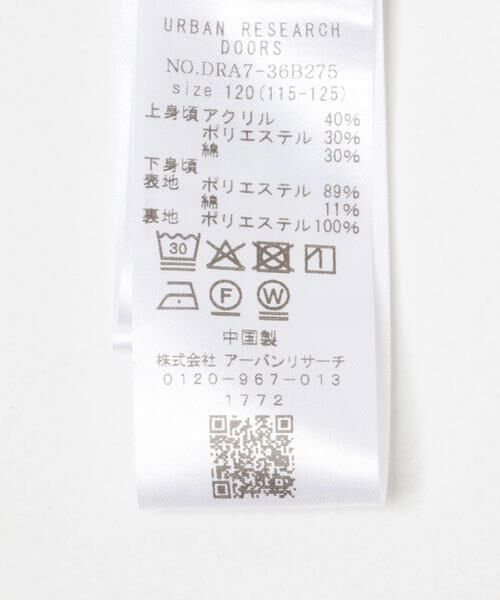 URBAN RESEARCH
DOORS
NO.DRA7-36B275
size 120(115-125)
上身頃 アクリル 40%
ポリエステル 30%
綿 30%
下身頃
表地 ポリエステル 89%
綿 11%
裏地 ポリエステル 100%
30
F W
中国製
株式会社 アーバンリサーチ
0120-967-013
1772